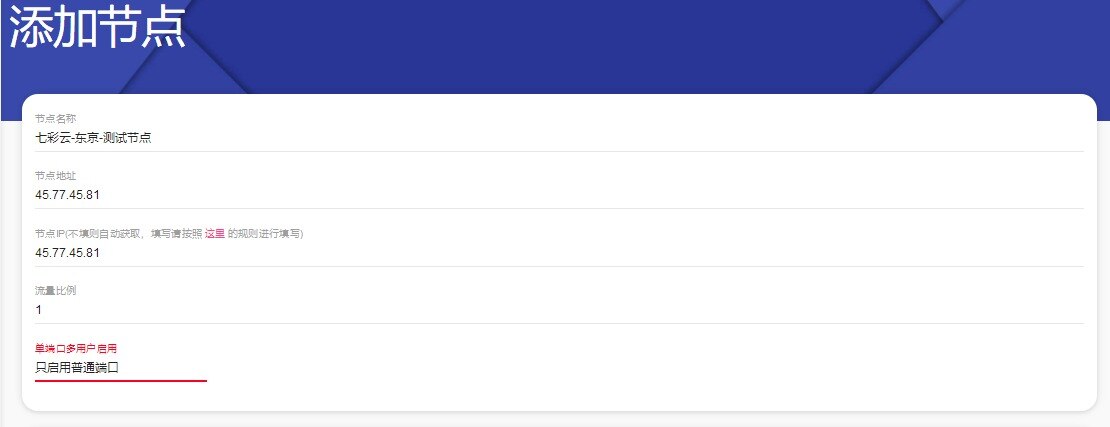 添加节点
节点名称
七彩云-东京-测试节点
节点地址
45.77.45.81
节点IP(不填则自动获取，填写请按照 这里 的规则进行填写)
45.77.45.81
流量比例
1
单端口多用户启用
只启用普通端口